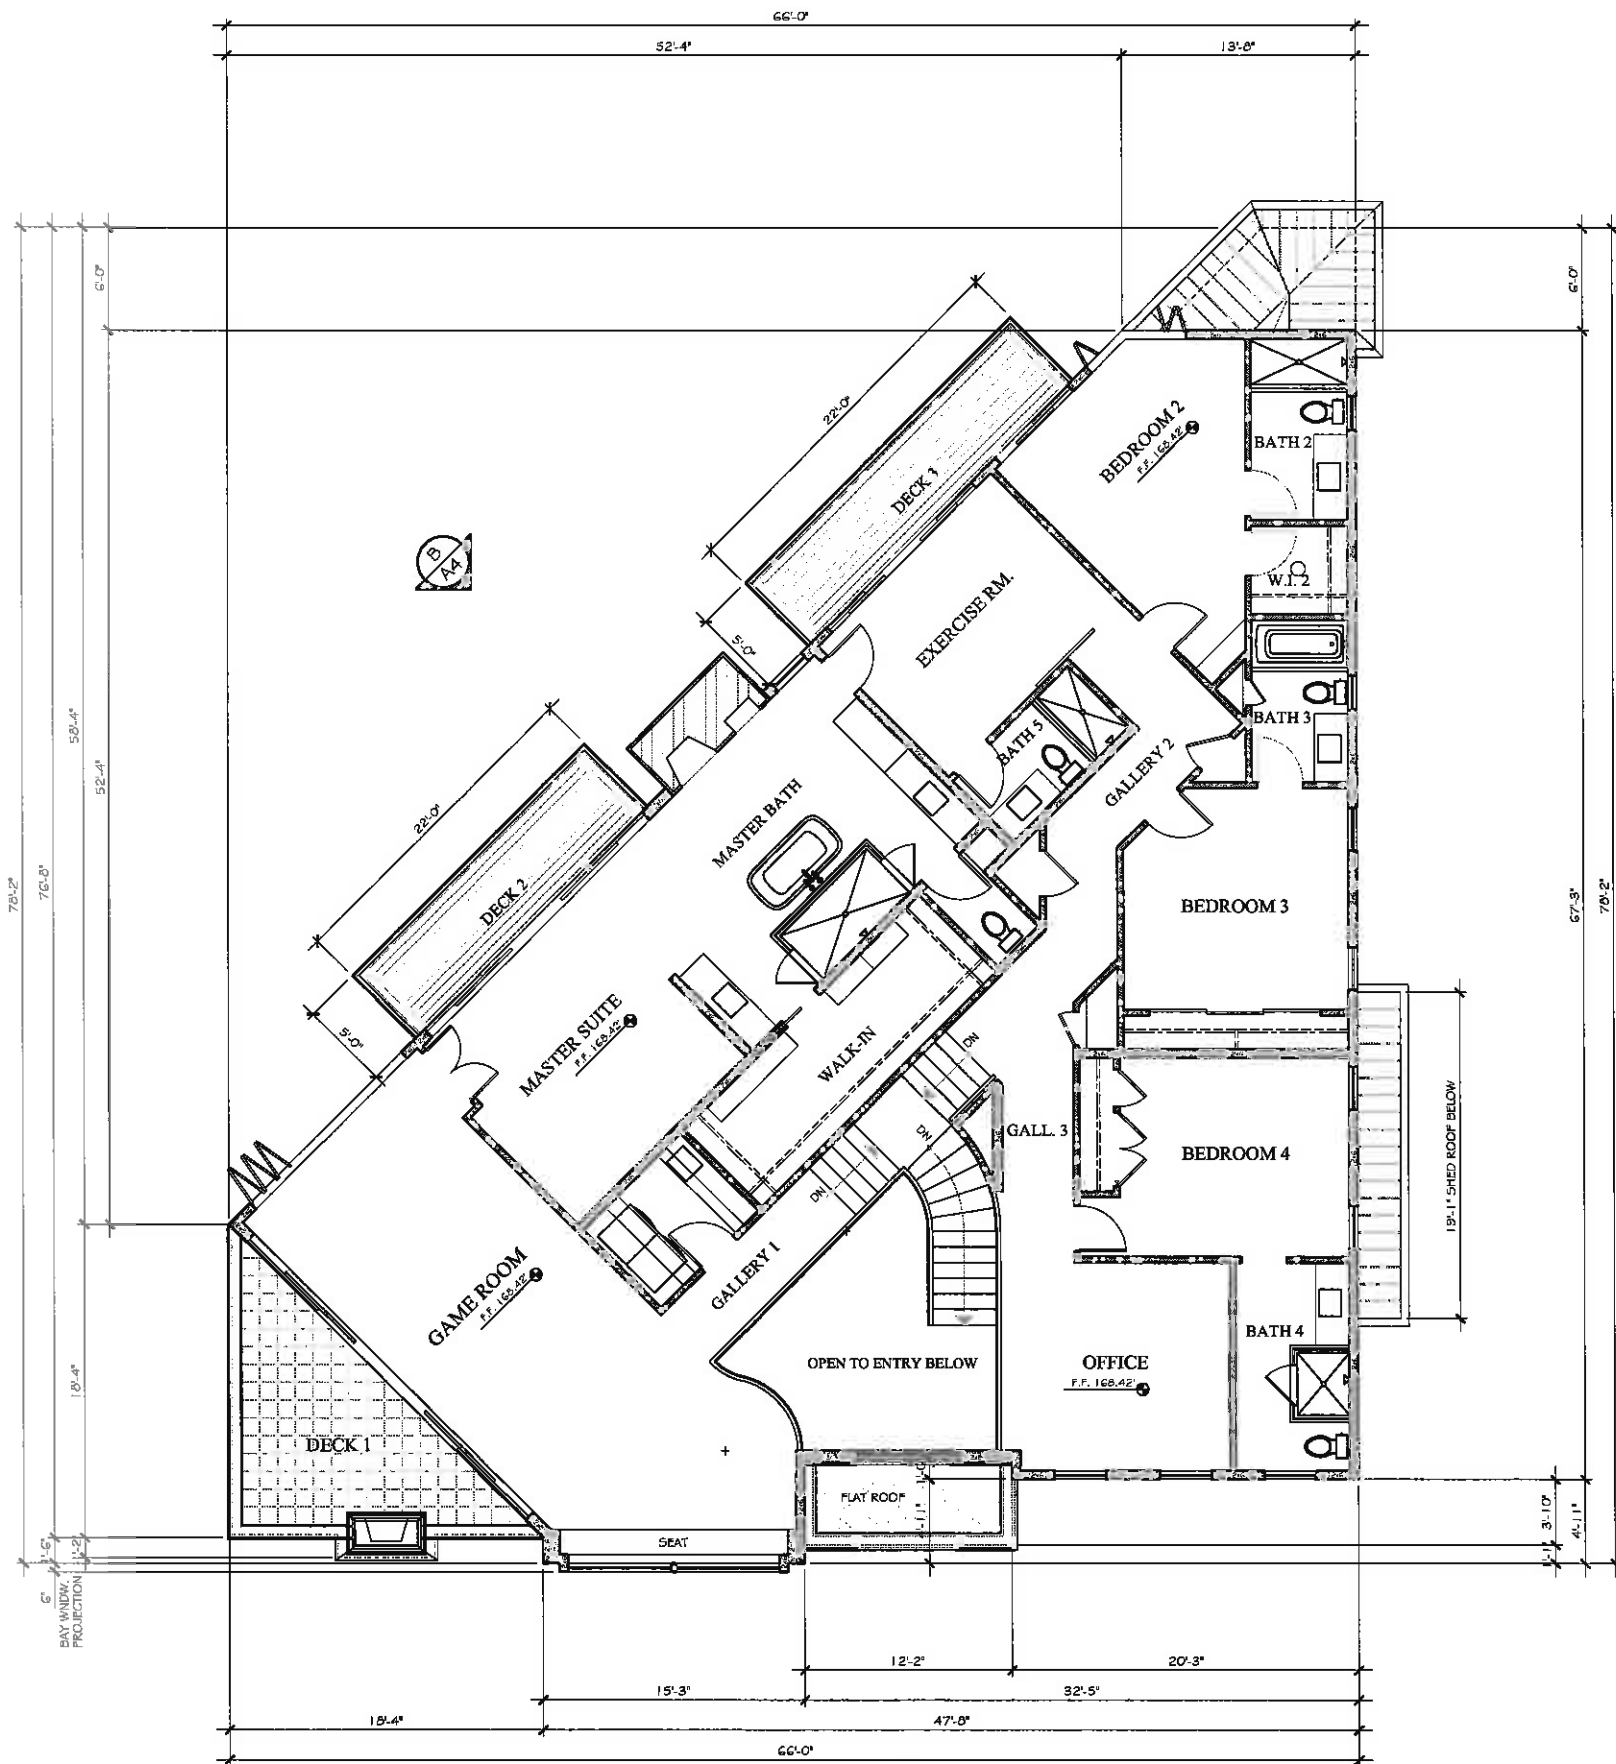 66'-0"
52'-4"
13'-8"
6'-0"
6'-0"
22'-0"
DECK 3
BEDROOM 2
F.F. 168.42'
BATH 2
B
A4
W.I. 2
EXERCISE RM.
5'-0"
BATH 3
BATH 5
GALLERY 2
58'-4"
52'-4"
76'-8"
78'-2"
67'-3"
78'-2"
22'-0"
MASTER BATH
DECK 2
BEDROOM 3
MASTER SUITE
F.F. 168.42'
5'-0"
WALK-IN
DN
DN
DN
GALL. 3
BEDROOM 4
19'-1" SHED ROOF BELOW
GAME ROOM
F.F. 168.42'
GALLERY 1
OPEN TO ENTRY BELOW
OFFICE
F.F. 168.42'
BATH 4
18'-4"
DECK 1
FLAT ROOF
SEAT
3'-10"
4'-11"
1'-1"
1'-6"
1'-2"
6"
BAY WNDW.
PROJECTION
12'-2"
20'-3"
15'-3"
32'-5"
18'-4"
47'-8"
66'-0"